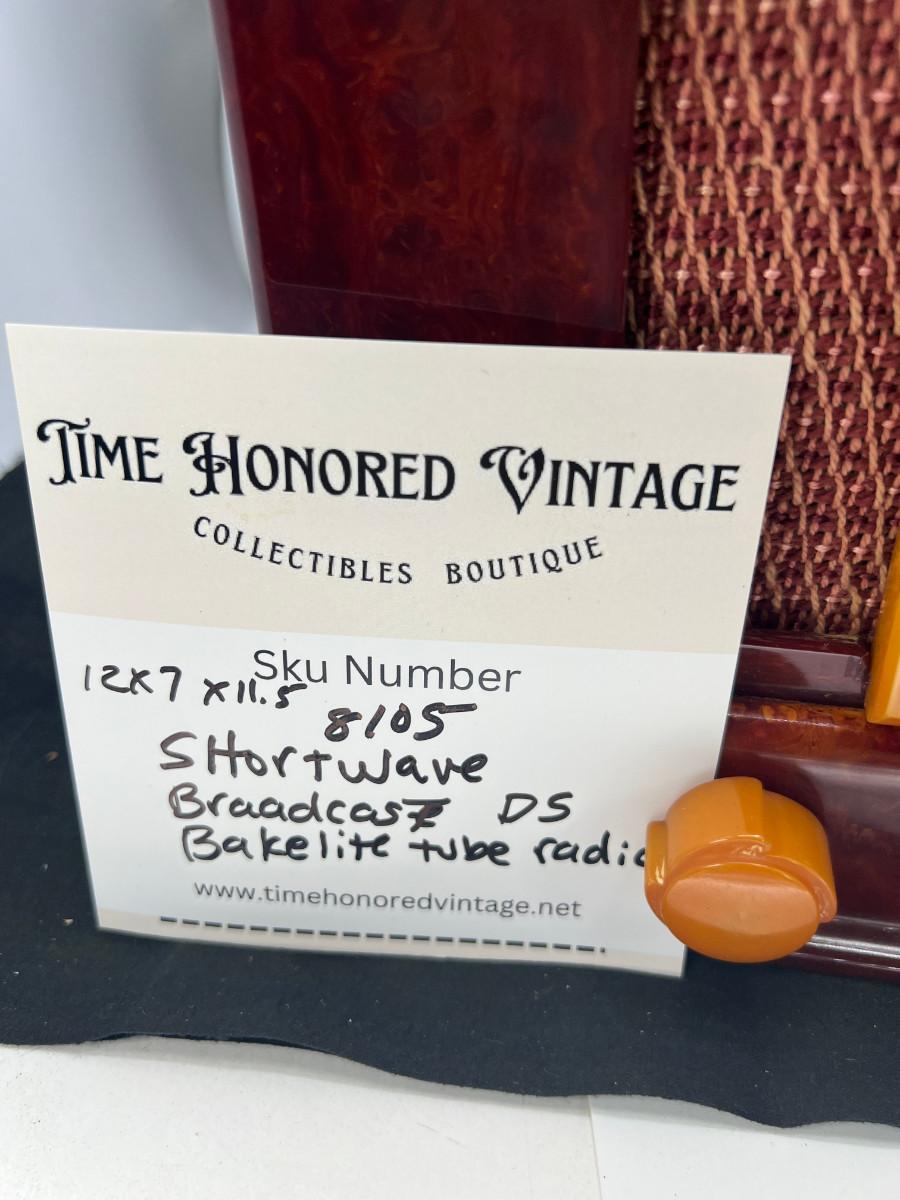 TIME HONORED VINTAGE
COLLECTIBLES BOUTIQUE
Sku Number
12x7 x11.5
8105
SHortwave
Braadcast DS
Bakelite tube radio
www.timehonoredvintage.net